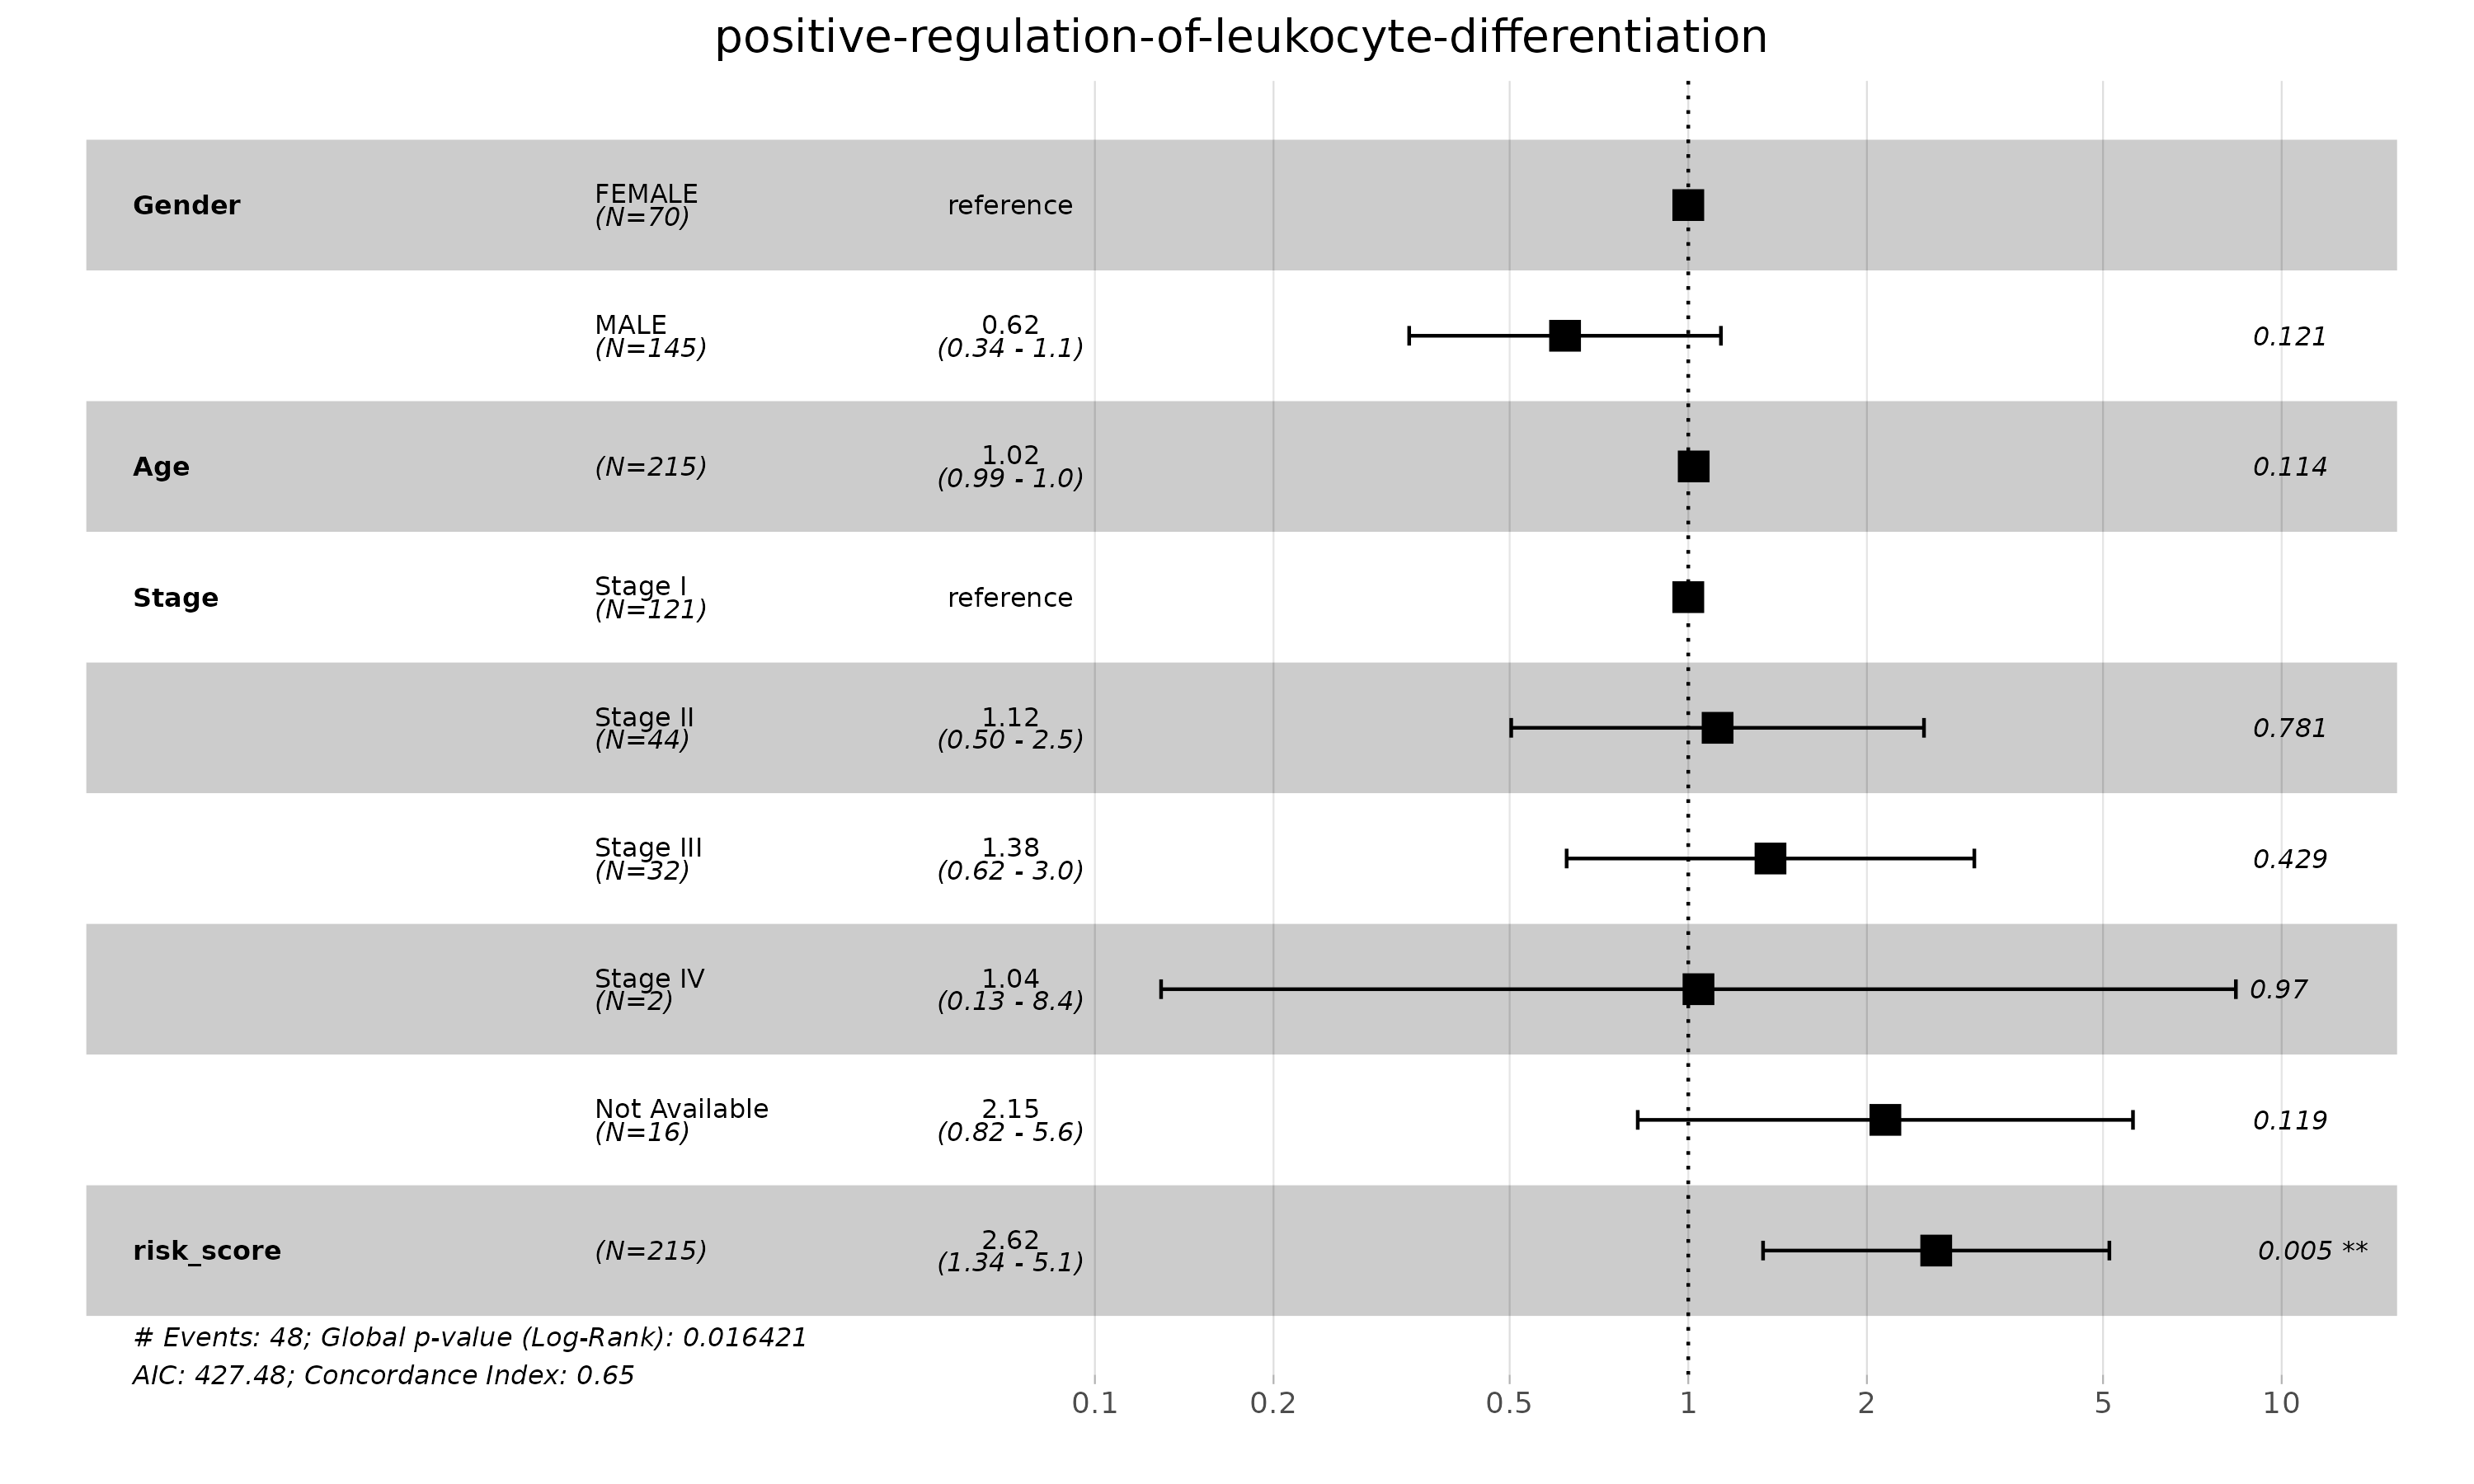 positive-regulation-of-leukocyte-differentiation
Gender
FEMALE
(N=70)
reference
MALE
(N=145)
0.62
(0.34 - 1.1)
0.121
Age
(N=215)
1.02
(0.99 - 1.0)
0.114
Stage
Stage I
(N=121)
reference
Stage II
(N=44)
1.12
(0.50 - 2.5)
0.781
Stage III
(N=32)
1.38
(0.62 - 3.0)
0.429
Stage IV
(N=2)
1.04
(0.13 - 8.4)
0.97
Not Available
(N=16)
2.15
(0.82 - 5.6)
0.119
risk_score
(N=215)
2.62
(1.34 - 5.1)
0.005 **
# Events: 48; Global p-value (Log-Rank): 0.016421
AIC: 427.48; Concordance Index: 0.65
0.1 0.2 0.5 1 2 5 10